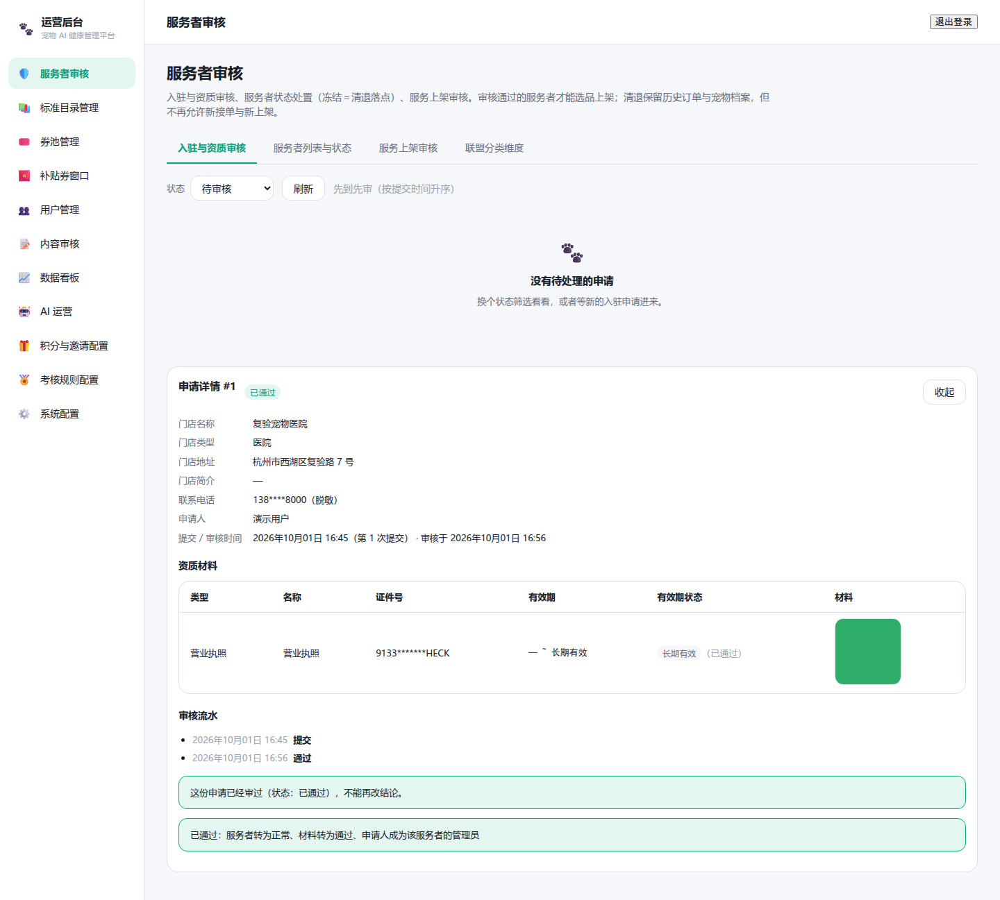 运营后台
宠物 AI 健康管理平台
服务者审核
标准目录管理
券池管理
补贴券窗口
用户管理
内容审核
数据看板
AI 运营
积分与邀请配置
考核规则配置
系统配置
服务者审核
退出登录
服务者审核
入驻与资质审核、服务者状态处置（冻结 = 清退落点）、服务上架审核。审核通过的服务者才能选品上架；清退保留历史订单与宠物档案，但
不再允许新接单与新上架。
入驻与资质审核 服务者列表与状态 服务上架审核 联盟分类维度
状态 待审核 刷新 先到先审（按提交时间升序）
没有待处理的申请
换个状态筛选看看，或者等新的入驻申请进来。
申请详情 #1 已通过 收起
门店名称 复验宠物医院
门店类型 医院
门店地址 杭州市西湖区复验路 7 号
门店简介 —
联系电话 138****8000（脱敏）
申请人 演示用户
提交 / 审核时间 2026年10月01日 16:45（第 1 次提交） · 审核于 2026年10月01日 16:56
资质材料
类型 名称 证件号 有效期 有效期状态 材料
营业执照 营业执照 9133*******HECK — ~ 长期有效 长期有效 （已通过）
审核流水
2026年10月01日 16:45 提交
2026年10月01日 16:56 通过
这份申请已经审过（状态：已通过），不能再改结论。
已通过：服务者转为正常、材料转为通过、申请人成为该服务者的管理员